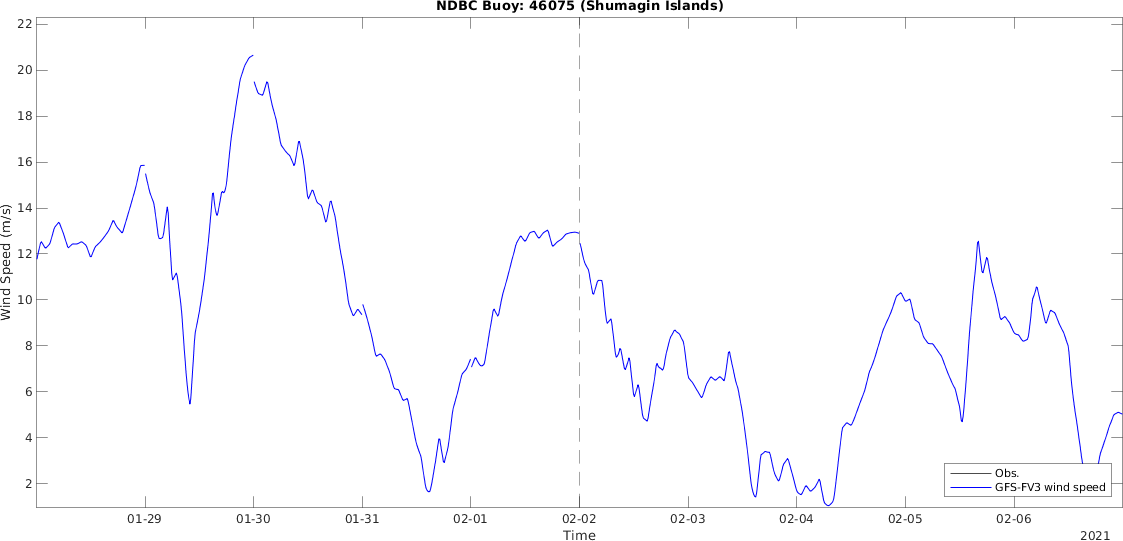 NDBC Buoy: 46075 (Shumagin Islands)
22
20
18
16
14
12
10
8
6
4
2
Wind Speed (m/s)
01-29 01-30 01-31 02-01 02-02 02-03 02-04 02-05 02-06
Time
2021
Obs.
GFS-FV3 wind speed